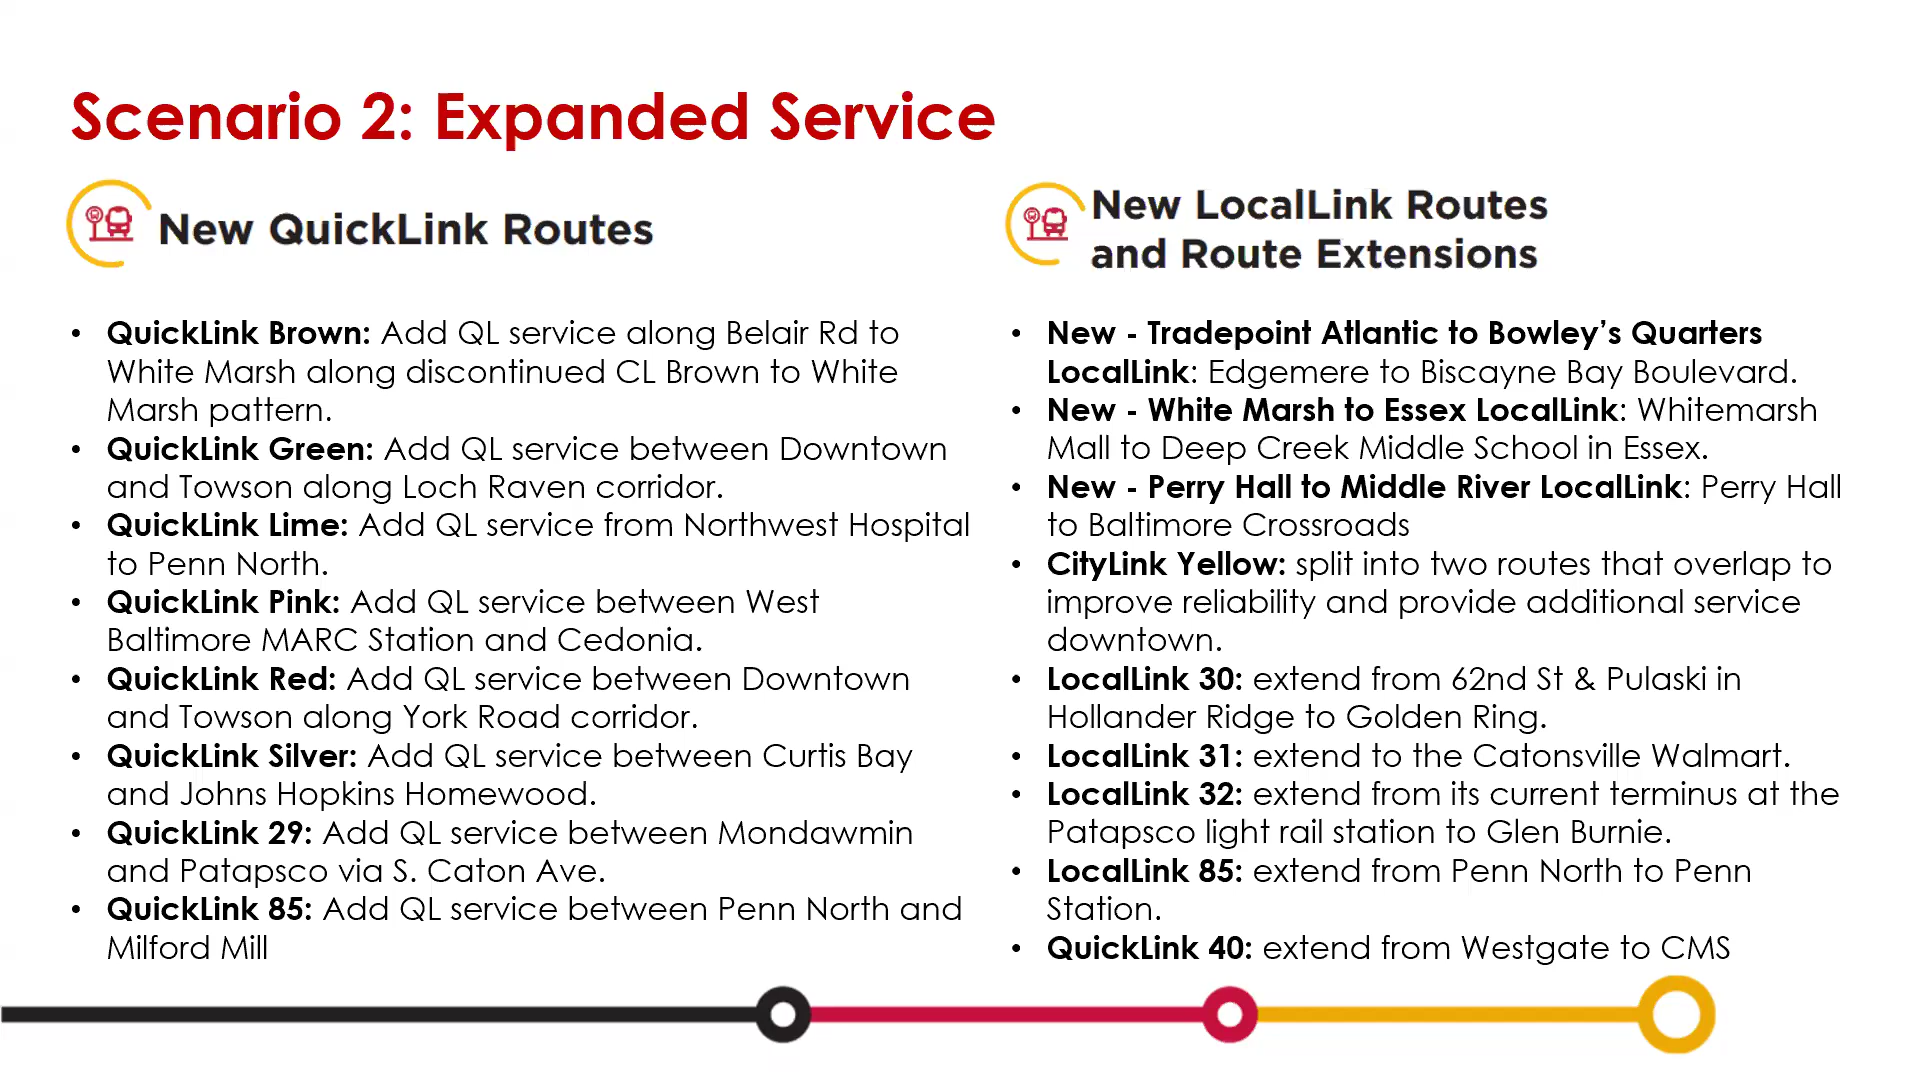 Scenario 2: Expanded Service
New QuickLink Routes
• QuickLink Brown: Add QL service along Belair Rd to
White Marsh along discontinued CL Brown to White
Marsh pattern.
• QuickLink Green: Add QL service between Downtown
and Towson along Loch Raven corridor.
• QuickLink Lime: Add QL service from Northwest Hospital
to Penn North.
• QuickLink Pink: Add QL service between West
Baltimore MARC Station and Cedonia.
• QuickLink Red: Add QL service between Downtown
and Towson along York Road corridor.
• QuickLink Silver: Add QL service between Curtis Bay
and Johns Hopkins Homewood.
• QuickLink 29: Add QL service between Mondawmin
and Patapsco via S. Caton Ave.
• QuickLink 85: Add QL service between Penn North and
Milford Mill
New LocalLink Routes
and Route Extensions
• New - Tradepoint Atlantic to Bowley’s Quarters
LocalLink: Edgemere to Biscayne Bay Boulevard.
• New - White Marsh to Essex LocalLink: Whitemarsh
Mall to Deep Creek Middle School in Essex.
• New - Perry Hall to Middle River LocalLink: Perry Hall
to Baltimore Crossroads
• CityLink Yellow: split into two routes that overlap to
improve reliability and provide additional service
downtown.
• LocalLink 30: extend from 62nd St & Pulaski in
Hollander Ridge to Golden Ring.
• LocalLink 31: extend to the Catonsville Walmart.
• LocalLink 32: extend from its current terminus at the
Patapsco light rail station to Glen Burnie.
• LocalLink 85: extend from Penn North to Penn
Station.
• QuickLink 40: extend from Westgate to CMS